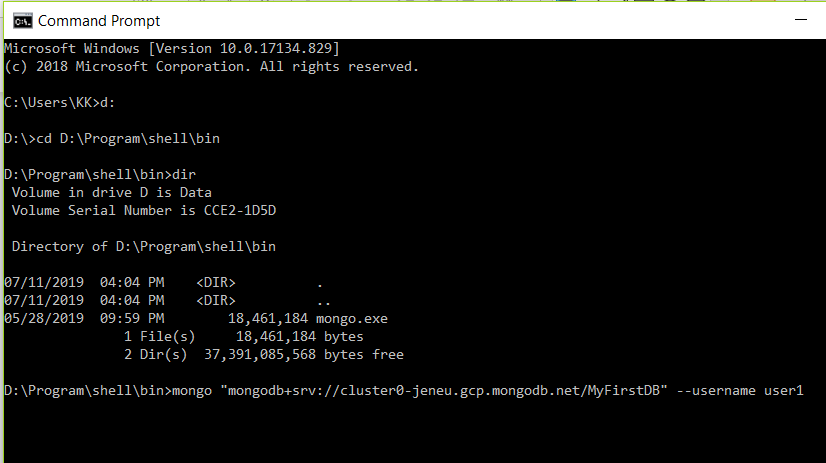 Command Prompt
Microsoft Windows [Version 10.0.17134.829]
(c) 2018 Microsoft Corporation. All rights reserved.
C:\Users\KK>d:
D:\>cd D:\Program\shell\bin
D:\Program\shell\bin>dir
 Volume in drive D is Data
 Volume Serial Number is CCE2-1D5D
 Directory of D:\Program\shell\bin
07/11/2019  04:04 PM    <DIR>          .
07/11/2019  04:04 PM    <DIR>          ..
05/28/2019  09:59 PM        18,461,184 mongo.exe
               1 File(s)     18,461,184 bytes
               2 Dir(s)  37,391,085,568 bytes free
D:\Program\shell\bin>mongo "mongodb+srv://cluster0-jeneu.gcp.mongodb.net/MyFirstDB" --username user1